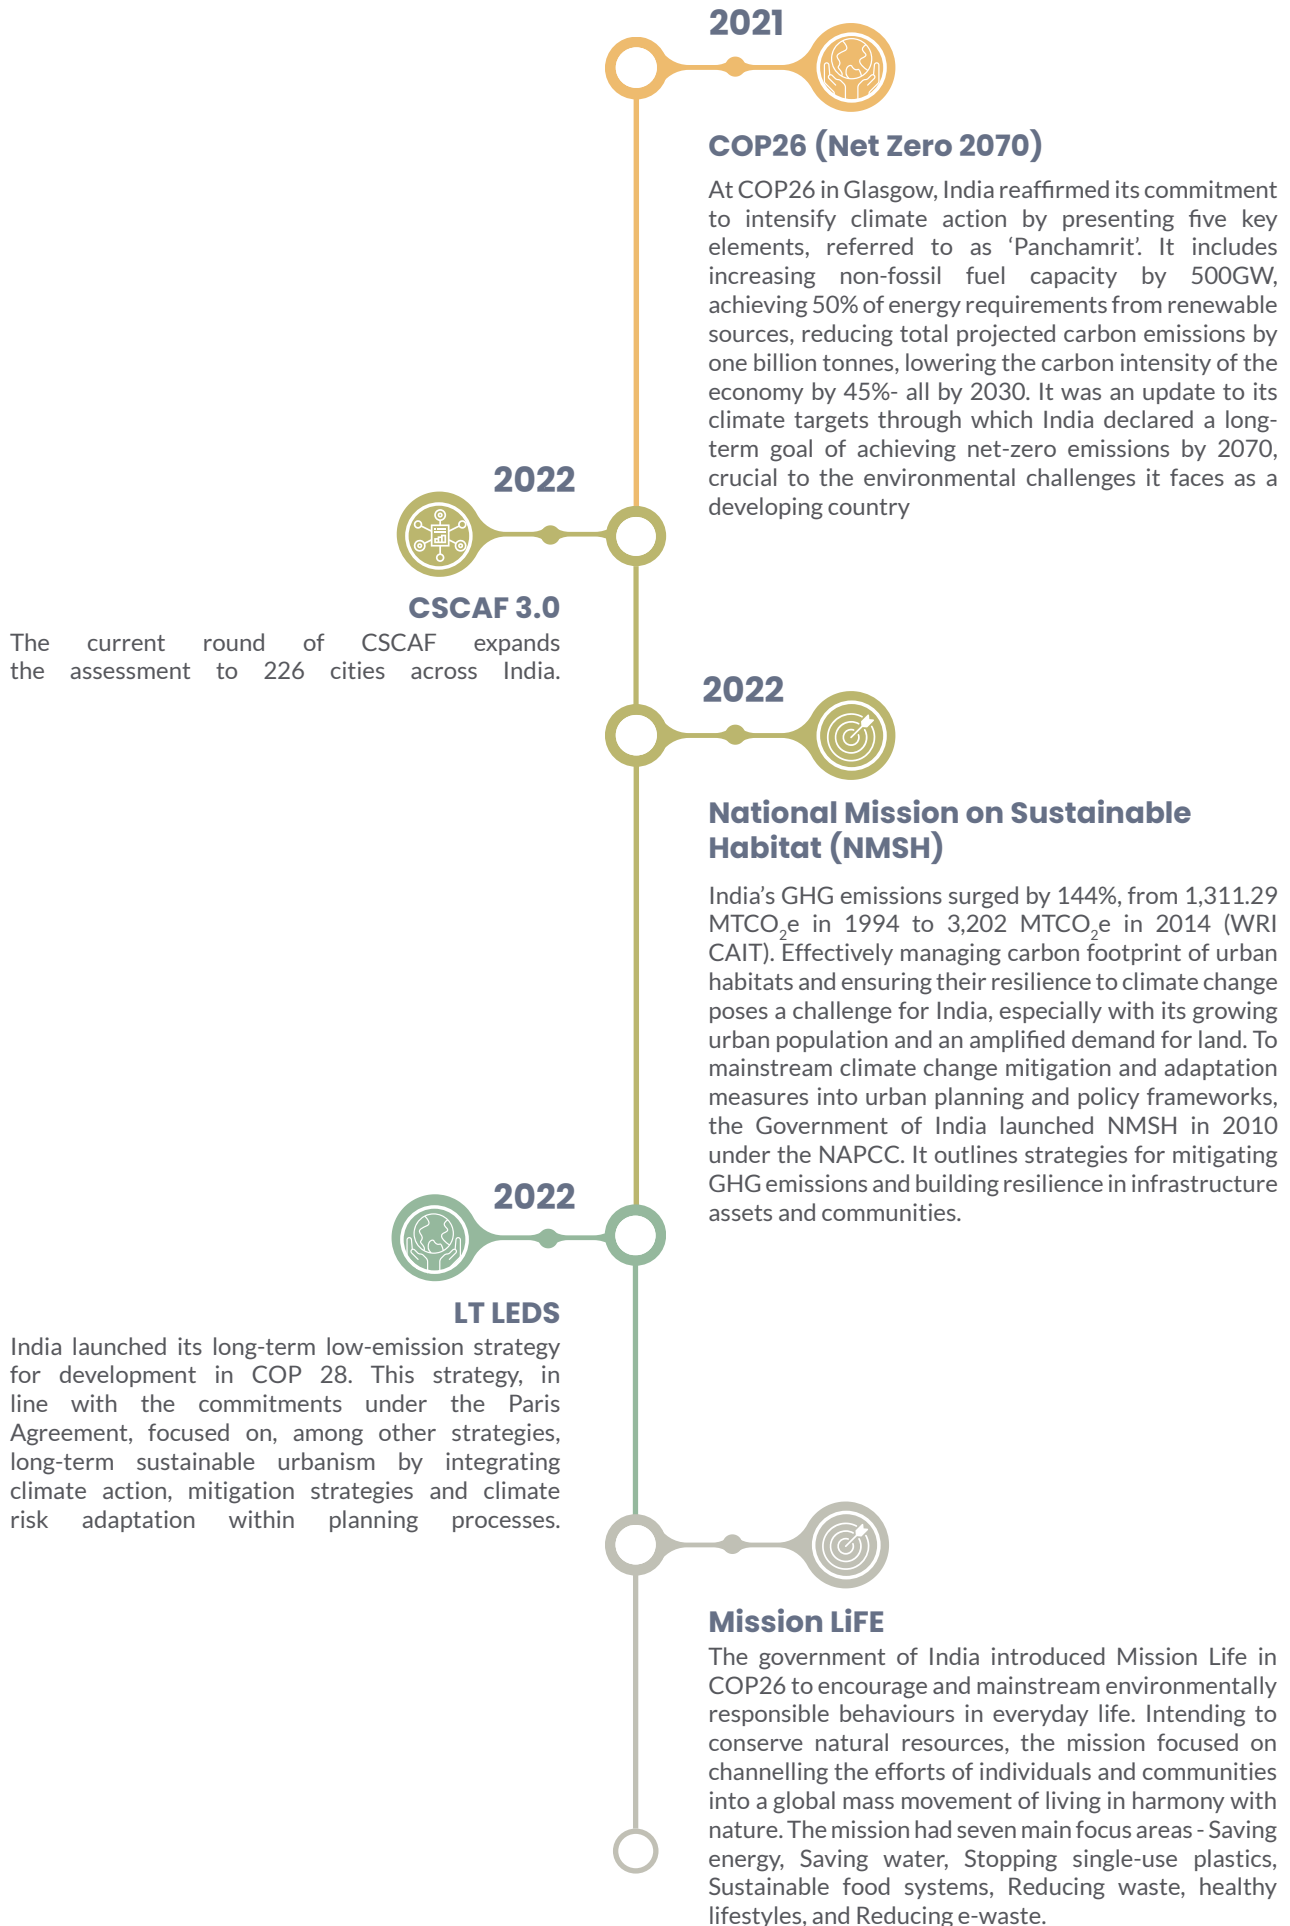 2021
COP26 (Net Zero 2070)
At COP26 in Glasgow, India reaffirmed its commitment
to intensify climate action by presenting five key
elements, referred to as ‘Panchamrit’. It includes
increasing non-fossil fuel capacity by 500GW,
achieving 50% of energy requirements from renewable
sources, reducing total projected carbon emissions by
one billion tonnes, lowering the carbon intensity of the
economy by 45%- all by 2030. It was an update to its
climate targets through which India declared a long-
term goal of achieving net-zero emissions by 2070,
crucial to the environmental challenges it faces as a
developing country
2022
CSCAF 3.0
The current round of CSCAF expands
the assessment to 226 cities across India.
2022
National Mission on Sustainable
Habitat (NMSH)
India’s GHG emissions surged by 144%, from 1,311.29
MTCO₂e in 1994 to 3,202 MTCO₂e in 2014 (WRI
CAIT). Effectively managing carbon footprint of urban
habitats and ensuring their resilience to climate change
poses a challenge for India, especially with its growing
urban population and an amplified demand for land. To
mainstream climate change mitigation and adaptation
measures into urban planning and policy frameworks,
the Government of India launched NMSH in 2010
under the NAPCC. It outlines strategies for mitigating
GHG emissions and building resilience in infrastructure
assets and communities.
2022
LT LEDS
India launched its long-term low-emission strategy
for development in COP 28. This strategy, in
line with the commitments under the Paris
Agreement, focused on, among other strategies,
long-term sustainable urbanism by integrating
climate action, mitigation strategies and climate
risk adaptation within planning processes.
Mission LiFE
The government of India introduced Mission Life in
COP26 to encourage and mainstream environmentally
responsible behaviours in everyday life. Intending to
conserve natural resources, the mission focused on
channelling the efforts of individuals and communities
into a global mass movement of living in harmony with
nature. The mission had seven main focus areas - Saving
energy, Saving water, Stopping single-use plastics,
Sustainable food systems, Reducing waste, healthy
lifestyles, and Reducing e-waste.